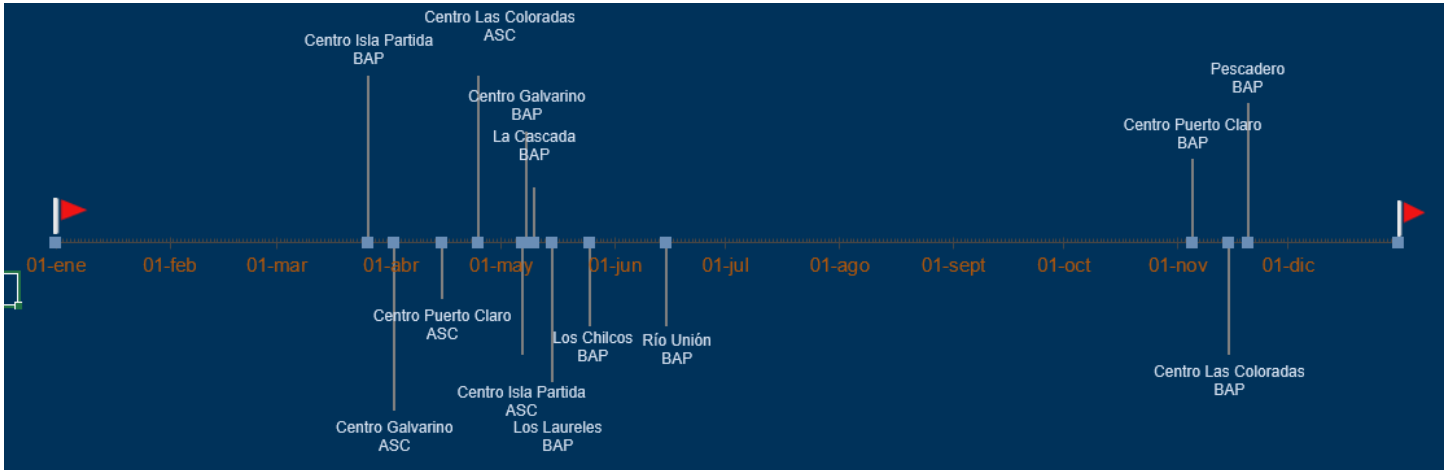 Centro Las Coloradas
ASC
Centro Isla Partida
BAP
Pescadero
BAP
Centro Galvarino
BAP
Centro Puerto Claro
BAP
La Cascada
BAP
01-ene 01-feb 01-mar 01-abr 01-may 01-jun 01-jul 01-ago 01-sept 01-oct 01-nov 01-dic
Centro Puerto Claro
ASC
Los Chilcos
BAP
Río Unión
BAP
Centro Las Coloradas
BAP
Centro Isla Partida
ASC
Centro Galvarino
ASC
Los Laureles
BAP